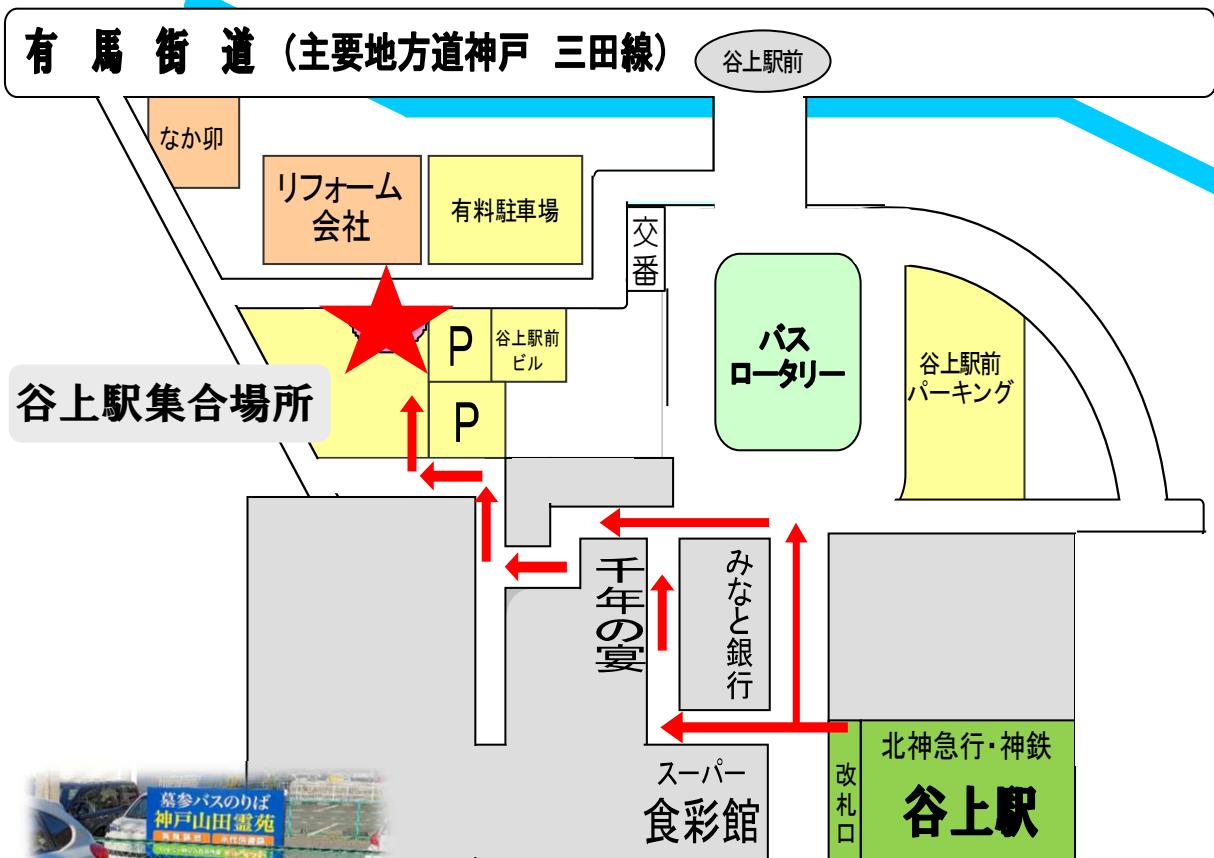 有馬街道（主要地方道神戸 三田線）
谷上駅前
なか卯
リフォーム
会社
有料駐車場
交番
P
谷上駅前
ビル
バス
ロータリー
谷上駅前
パーキング
谷上駅集合場所
P
千年の宴
みなと銀行
北神急行・神鉄
谷上駅
改札口
スーパー
食彩館
墓参バスのりば
神戸山田霊苑